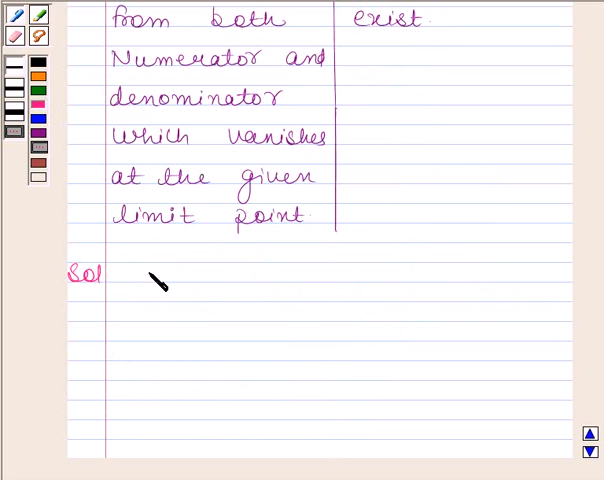 from both exist.
Numerator and
denominator
which vanishes
at the given
limit point.
Sol